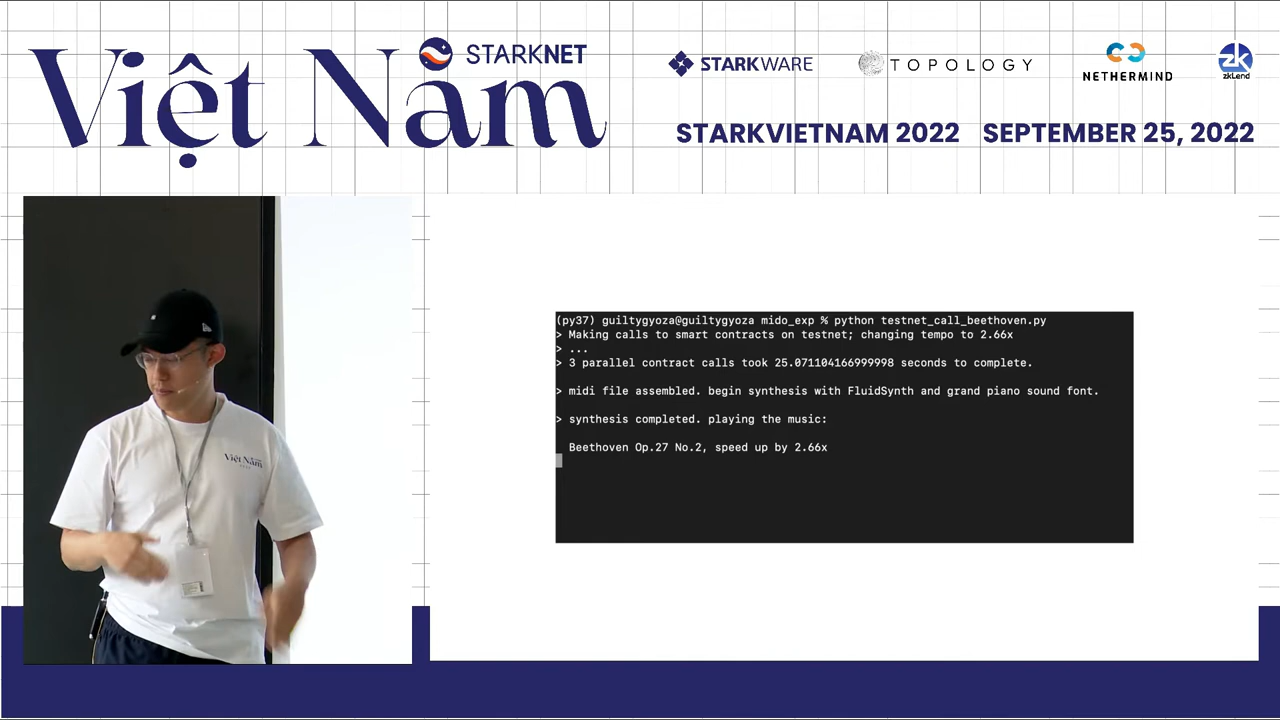 Việt Nam
STARKNET
STARKWARE
TOPOLOGY
NETHERMIND
zk
zkLend
STARKVIETNAM 2022 SEPTEMBER 25, 2022
Việt Nam
(py37) guiltygyoza@guiltygyoza mido_exp % python testnet_call_beethoven.py
> Making calls to smart contracts on testnet; changing tempo to 2.66x
> ...
> 3 parallel contract calls took 25.071104166999998 seconds to complete.
> midi file assembled. begin synthesis with FluidSynth and grand piano sound font.
> synthesis completed. playing the music:
Beethoven Op.27 No.2, speed up by 2.66x